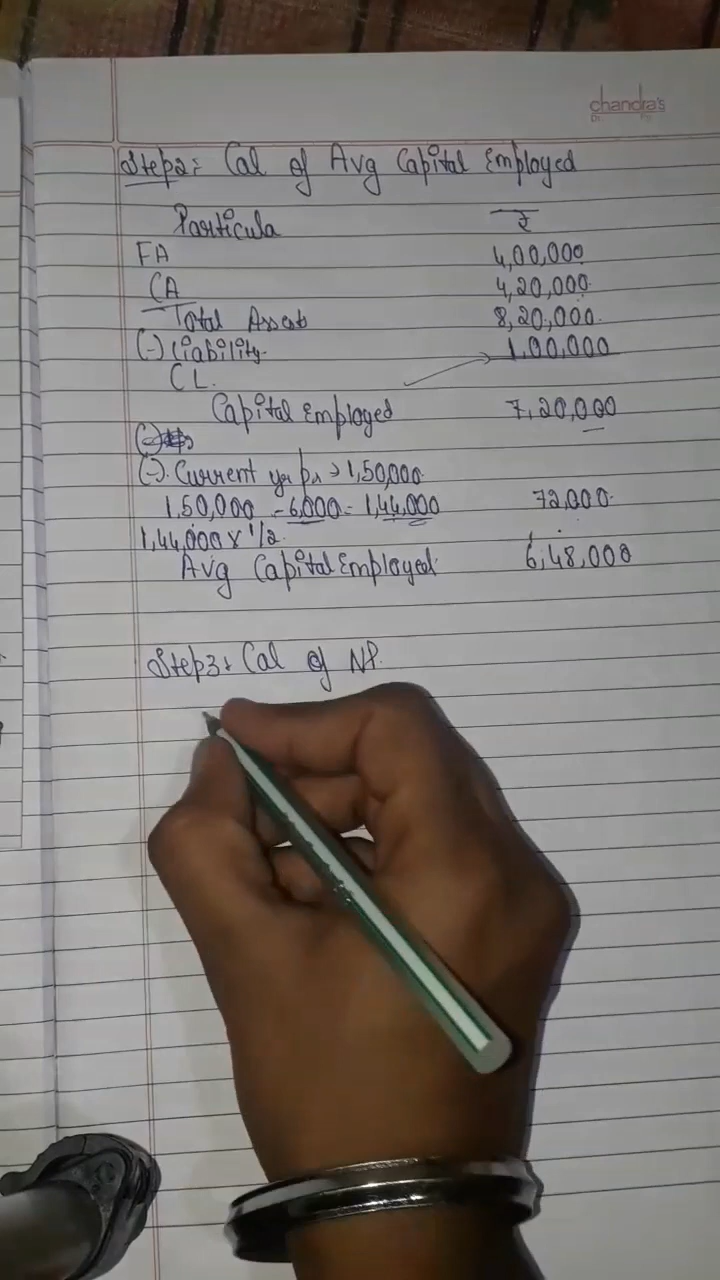 chandra's
Step2: Cal of Avg Capital Employed
Particula ₹
FA 4,00,000
CA 4,20,000
Total Asset 8,20,000
(-) Liability 1,00,000
CL.
Capital Employed 7,20,000
(-)
(-). Current yr → 1,50,000
1,50,000 - 6,000 = 1,44,000 72,000
1,44,000 x 1/2
Avg Capital Employed 6,48,000
Step3: Cal of NP